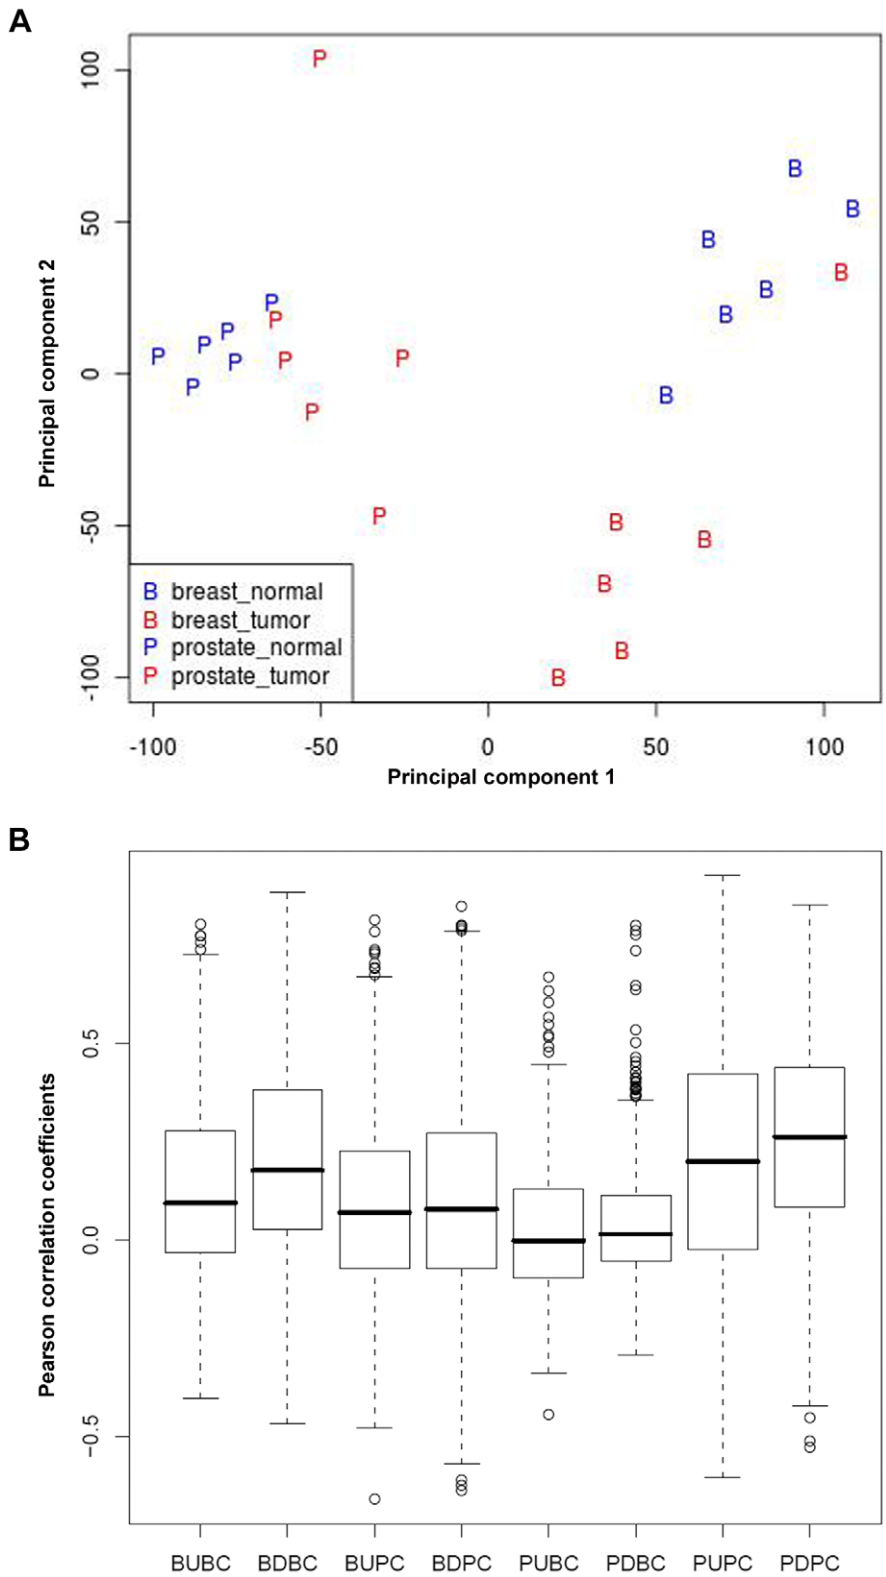 A
Principal component 2
100
50
0
-50
-100
P
B
B
B
B
B
B
P
P
P
P
P
P
P
P
P
P
B
P
P
B
B
B
B
B
B breast_normal
B breast_tumor
P prostate_normal
P prostate_tumor
-100 -50 0 50 100
Principal component 1
B
Pearson correlation coefficients
0.5
0.0
−0.5
BUBC BDBC BUPC BDPC PUBC PDBC PUPC PDPC